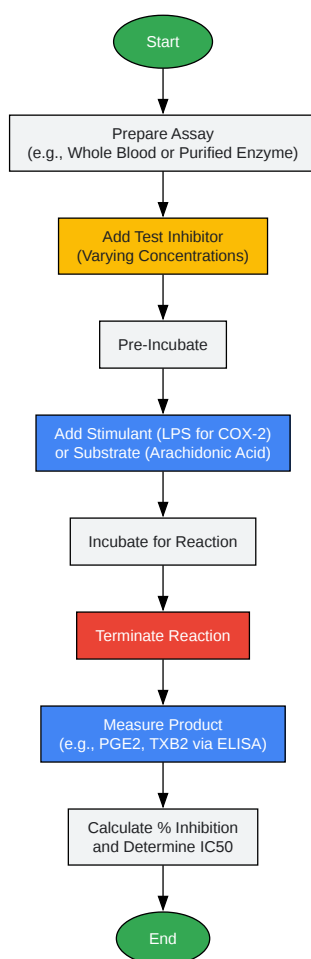 Start
Prepare Assay
(e.g., Whole Blood or Purified Enzyme)
Add Test Inhibitor
(Varying Concentrations)
Pre-Incubate
Add Stimulant (LPS for COX-2)
or Substrate (Arachidonic Acid)
Incubate for Reaction
Terminate Reaction
Measure Product
(e.g., PGE2, TXB2 via ELISA)
Calculate % Inhibition
and Determine IC50
End